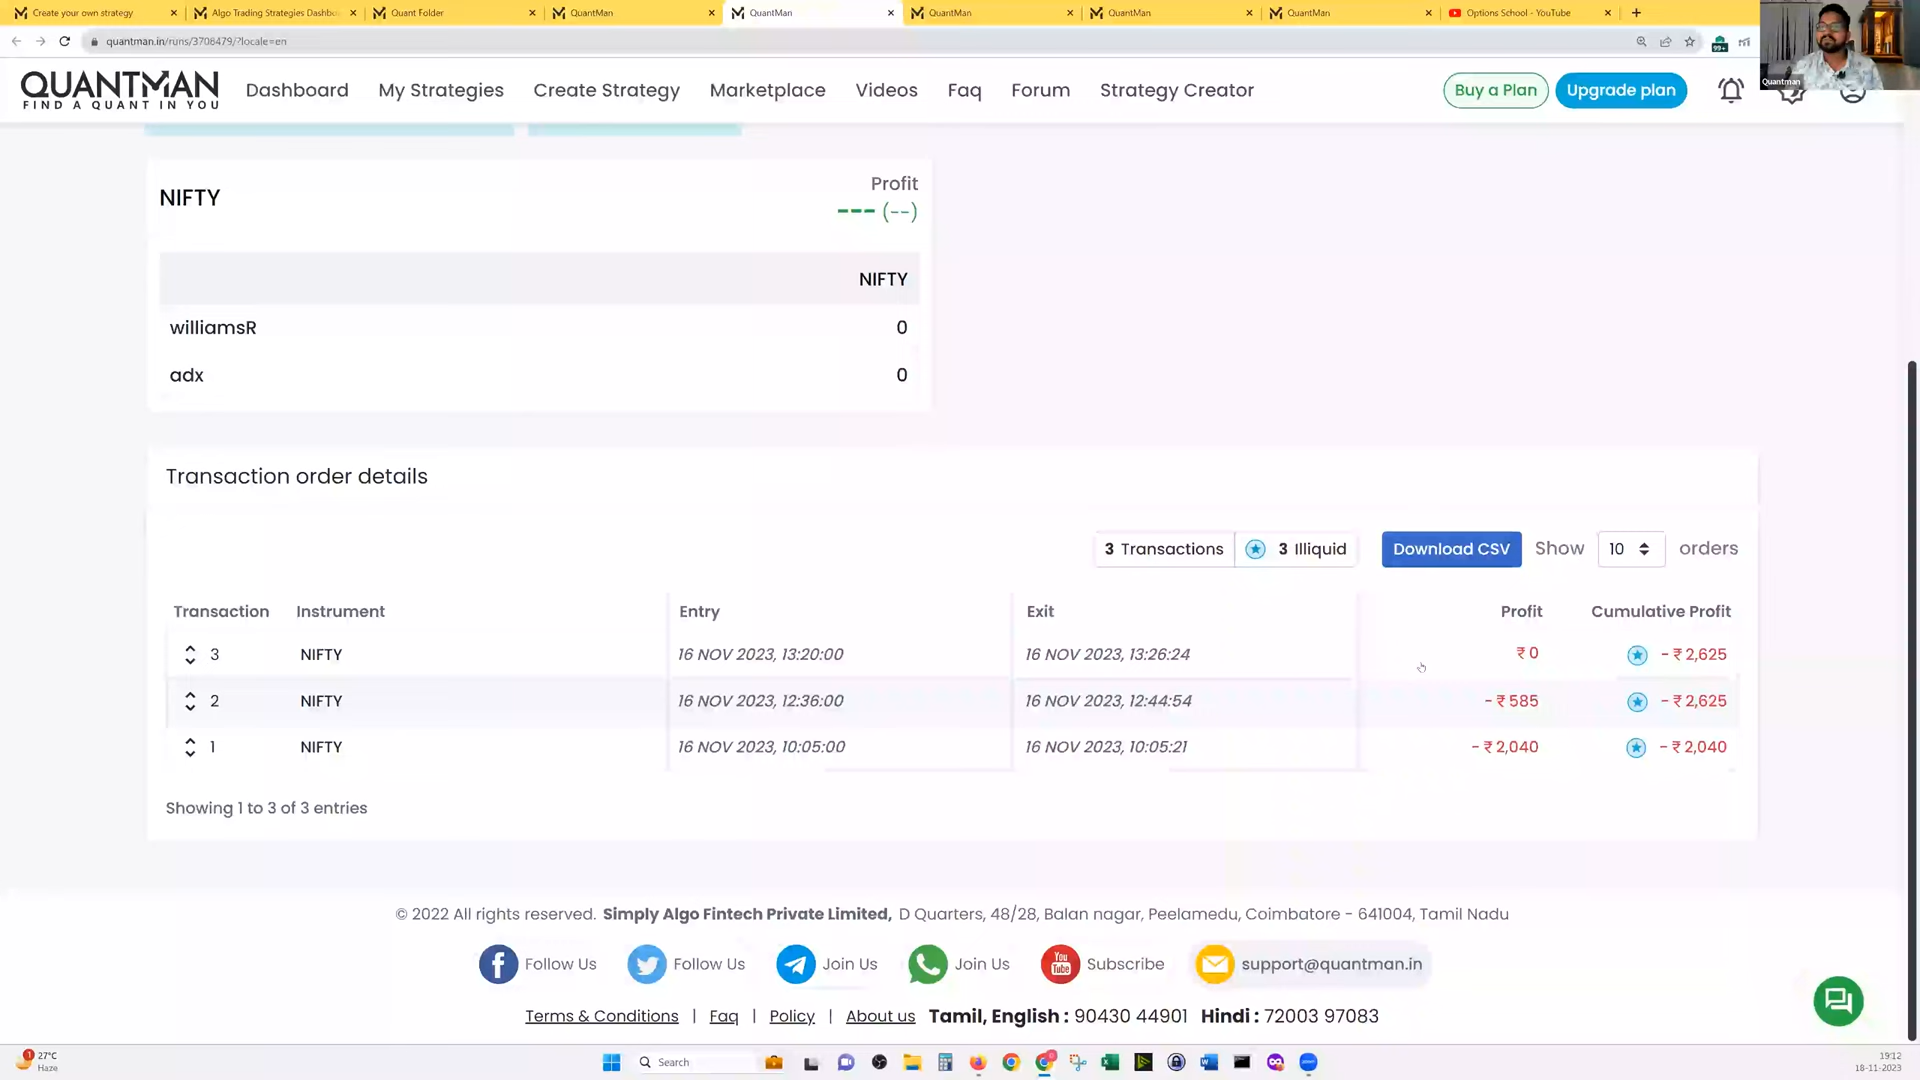 Create your own strategy
Algo Trading Strategies Dashbo
Quant Folder
QuantMan
QuantMan
QuantMan
QuantMan
QuantMan
Options School - YouTube
quantman.in/runs/3708479/?locale=en
99+
Quantman
QUANTMAN
FIND A QUANT IN YOU
Dashboard
My Strategies
Create Strategy
Marketplace
Videos
Faq
Forum
Strategy Creator
Buy a Plan
Upgrade plan
NIFTY
Profit
--- (--)
NIFTY
williamsR 0
adx 0
Transaction order details
3 Transactions
3 Illiquid
Download CSV
Show 10 orders
Transaction Instrument Entry Exit Profit Cumulative Profit
3 NIFTY 16 NOV 2023, 13:20:00 16 NOV 2023, 13:26:24 ₹ 0 - ₹ 2,625
2 NIFTY 16 NOV 2023, 12:36:00 16 NOV 2023, 12:44:54 - ₹ 585 - ₹ 2,625
1 NIFTY 16 NOV 2023, 10:05:00 16 NOV 2023, 10:05:21 - ₹ 2,040 - ₹ 2,040
Showing 1 to 3 of 3 entries
© 2022 All rights reserved. Simply Algo Fintech Private Limited, D Quarters, 48/28, Balan nagar, Peelamedu, Coimbatore - 641004, Tamil Nadu
Follow Us
Follow Us
Join Us
Join Us
You Tube Subscribe
support@quantman.in
Terms & Conditions | Faq | Policy | About us Tamil, English : 90430 44901 Hindi : 72003 97083
1
27°C
Haze
Search
19:12
18-11-2023